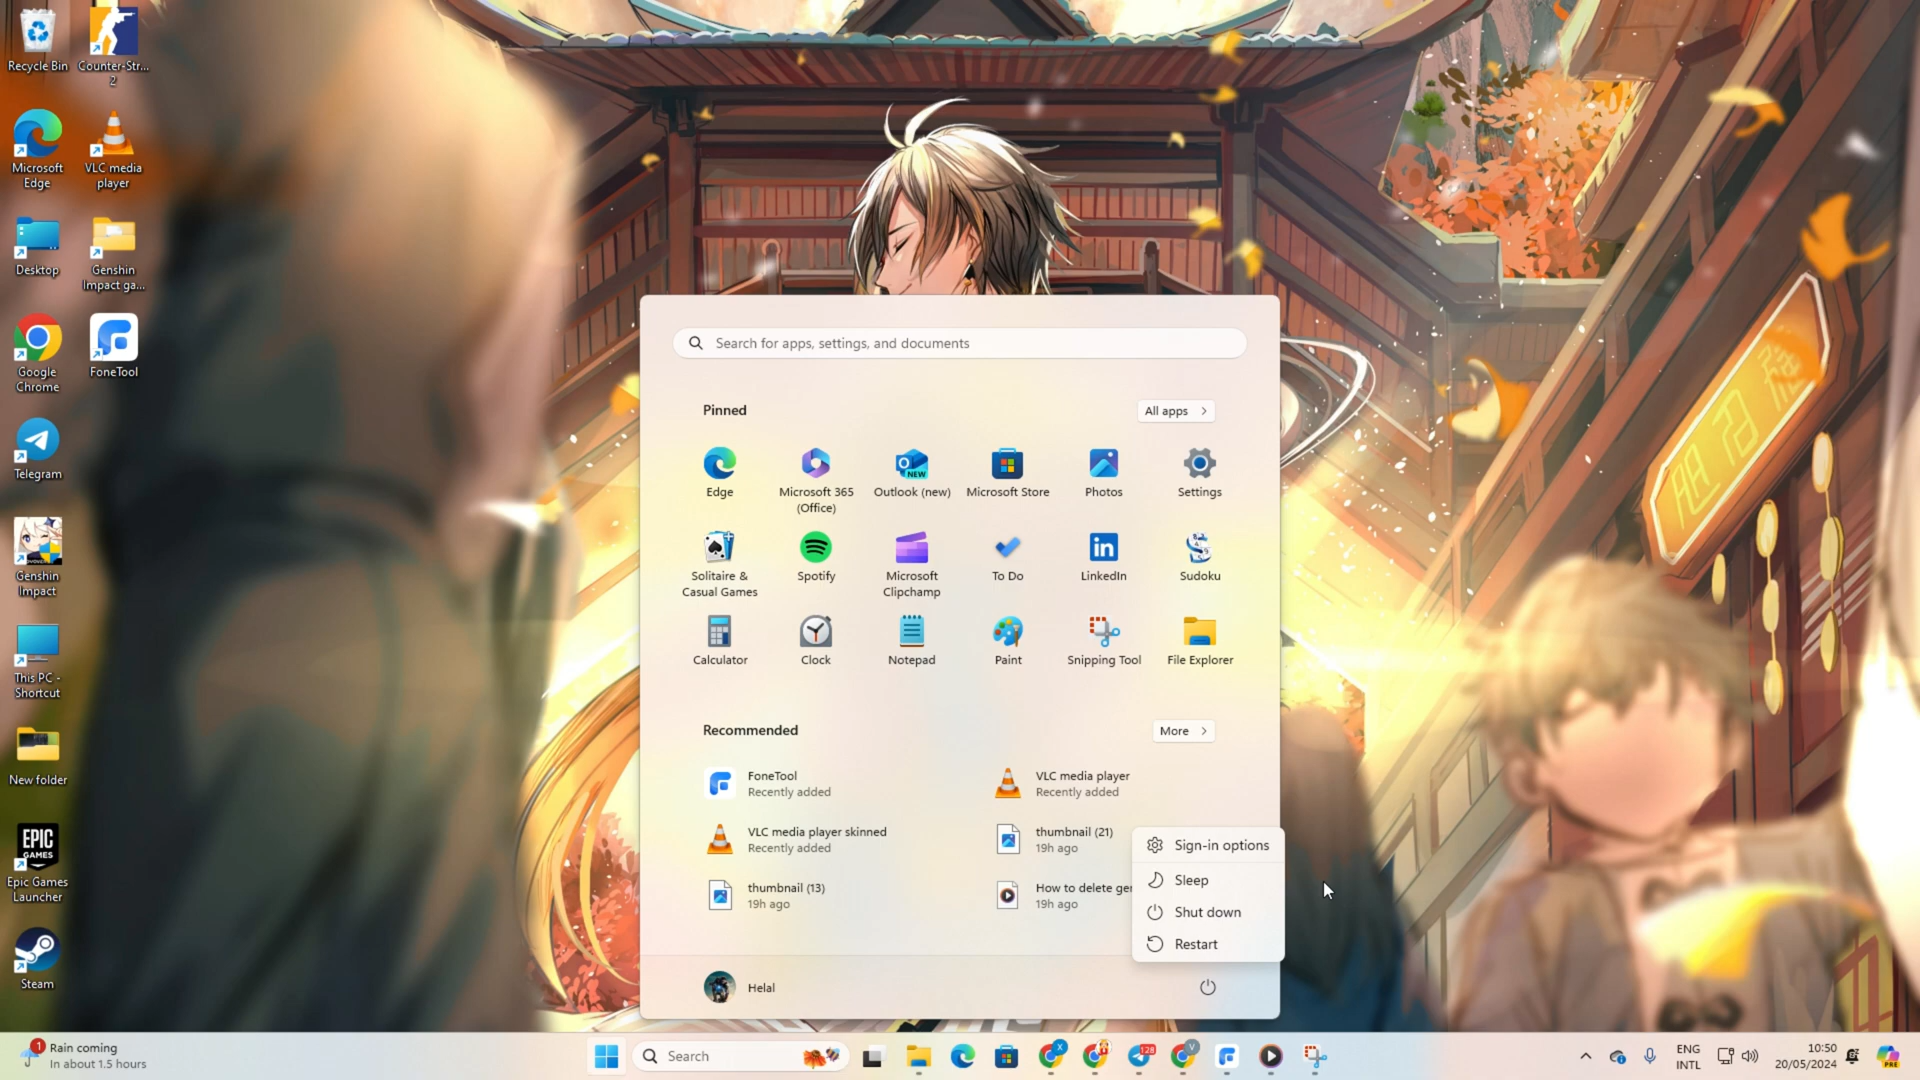 Recycle Bin
Counter-Str...
2
Microsoft
Edge
VLC media
player
Desktop
Genshin
Impact ga...
Google
Chrome
FoneTool
Telegram
Genshin
Impact
This PC -
Shortcut
New folder
EPIC
GAMES
Epic Games
Launcher
Steam
Search for apps, settings, and documents
Pinned
All apps
Edge
Microsoft 365
(Office)
NEW
Outlook (new)
Microsoft Store
Photos
Settings
Solitaire &
Casual Games
Spotify
Microsoft
Clipchamp
To Do
in
LinkedIn
Sudoku
Calculator
Clock
Notepad
Paint
Snipping Tool
File Explorer
Recommended
More
FoneTool
Recently added
VLC media player
Recently added
VLC media player skinned
Recently added
thumbnail (21)
19h ago
thumbnail (13)
19h ago
How to delete ger
19h ago
Sign-in options
Sleep
Shut down
Restart
Helal
1
Rain coming
In about 1.5 hours
Search
X
128
V
ENG
INTL
10:50
20/05/2024
PRE